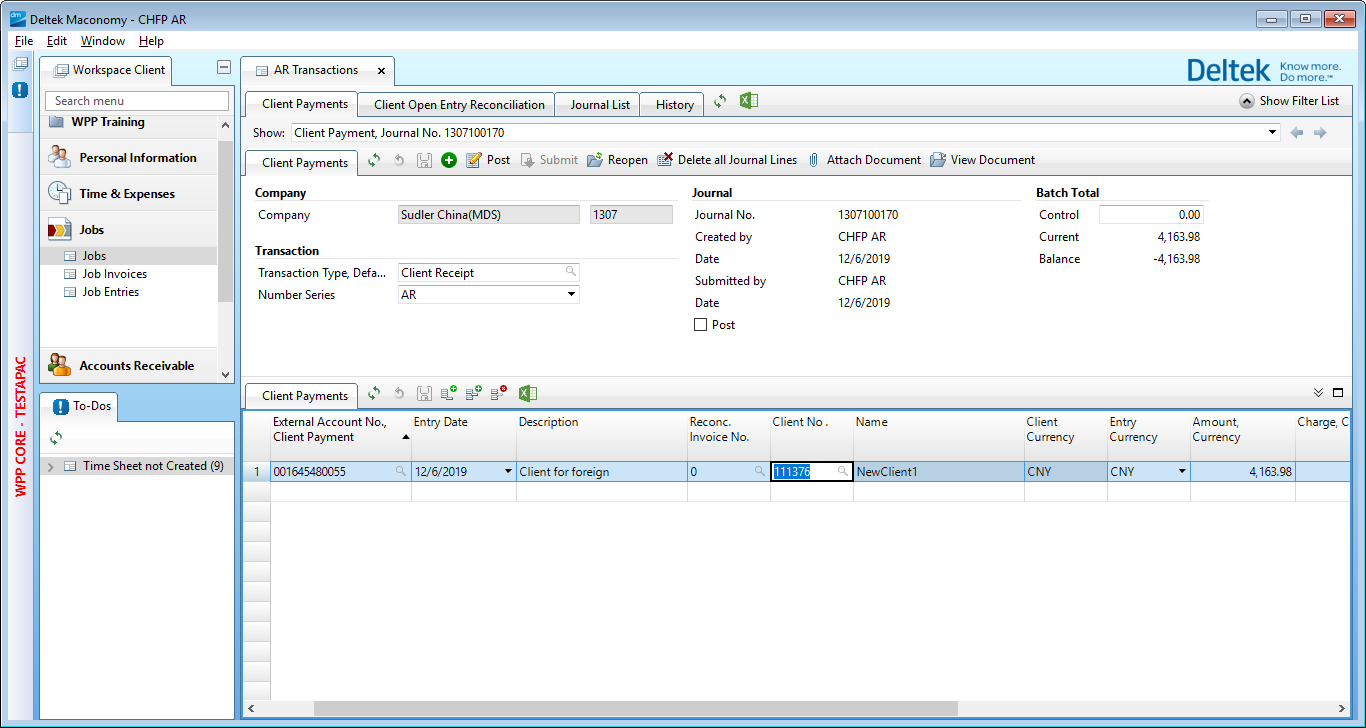 Deltek Maconomy - CHFP AR
File Edit Window Help
WPP CORE - TESTAPAC
Workspace Client
Search menu
WPP Training
Personal Information
Time & Expenses
Jobs
Jobs
Job Invoices
Job Entries
Accounts Receivable
To-Dos
Time Sheet not Created (9)
AR Transactions
Deltek Know more.
Do more.™
Client Payments Client Open Entry Reconciliation Journal List History
Show Filter List
Show: Client Payment, Journal No. 1307100170
Client Payments Post Submit Reopen Delete all Journal Lines Attach Document View Document
Company
Company Sudler China(MDS) 1307
Transaction
Transaction Type, Defa... Client Receipt
Number Series AR
Journal
Journal No. 1307100170
Created by CHFP AR
Date 12/6/2019
Submitted by CHFP AR
Date 12/6/2019
Post
Batch Total
Control 0.00
Current 4,163.98
Balance -4,163.98
Client Payments
External Account No., Entry Date Description Reconc. Client No . Name Client Entry Amount, Charge, C
Client Payment Invoice No. Currency Currency Currency
1 001645480055 12/6/2019 Client for foreign 0 111376 NewClient1 CNY CNY 4,163.98